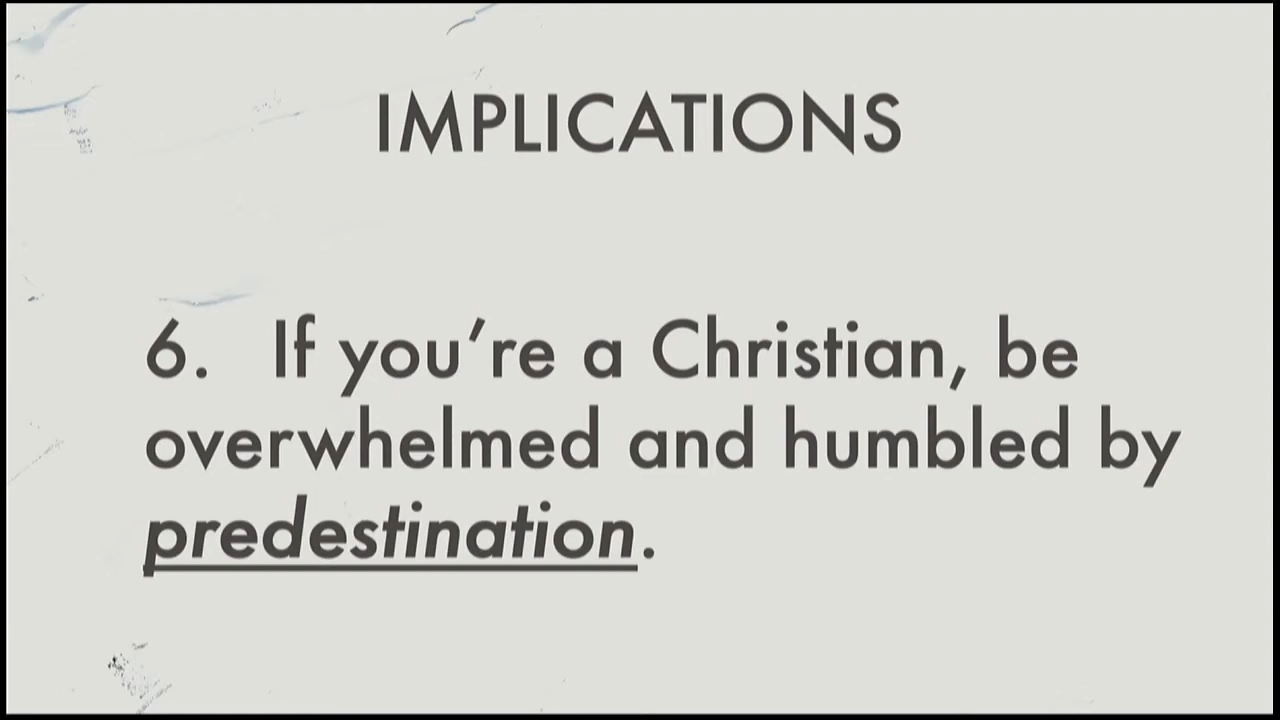 IMPLICATIONS
6. If you’re a Christian, be
overwhelmed and humbled by
predestination.